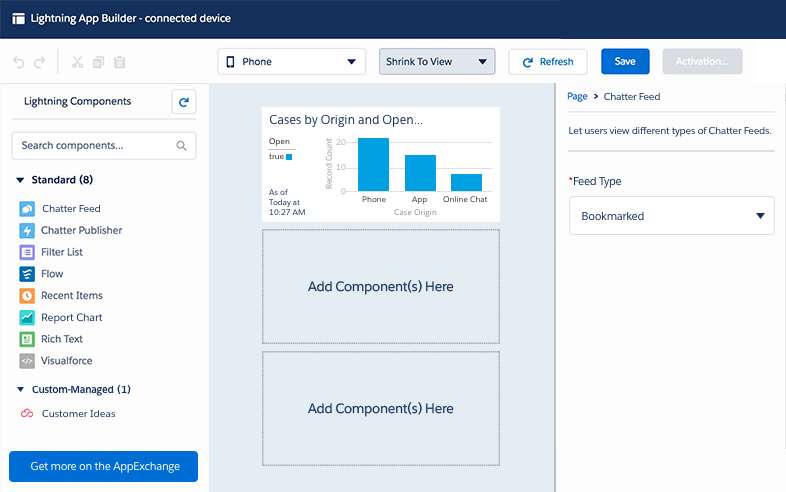 Lightning App Builder - connected device
Phone
Shrink To View
Refresh
Save
Activation...
Lightning Components
Search components...
Standard (8)
Chatter Feed
Chatter Publisher
Filter List
Flow
Recent Items
Report Chart
Rich Text
Visualforce
Custom-Managed (1)
Customer Ideas
Get more on the AppExchange
Cases by Origin and Open...
Open
true
As of
Today at
10:27 AM
Record Count
20
10
0
Phone App Online Chat
Case Origin
Add Component(s) Here
Add Component(s) Here
Page > Chatter Feed
Let users view different types of Chatter Feeds.
*Feed Type
Bookmarked